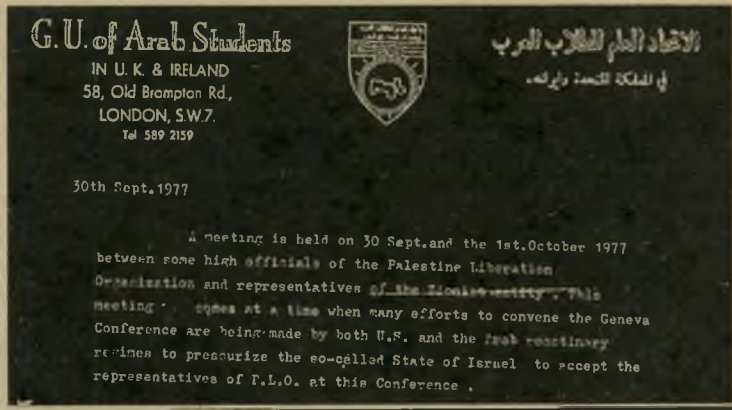 G.U. of Arab Students
IN U. K. & IRELAND
58, Old Brompton Rd.,
LONDON, S.W.7.
Tel 589 2159
الاتحاد العام للطلاب العرب
في المملكة المتحدة وايرلنده
30th Sept.1977
A meeting is held on 30 Sept.and the 1st.October 1977
between some high officials of the Palestine Liberation
Organization and representatives of the Zionist entity . This
meeting comes at a time when many efforts to convene the Geneva
Conference are being made by both U.S. and the Arab reactionary
regimes to pressurize the so-called State of Israel to accept the
representatives of P.L.O. at this Conference .